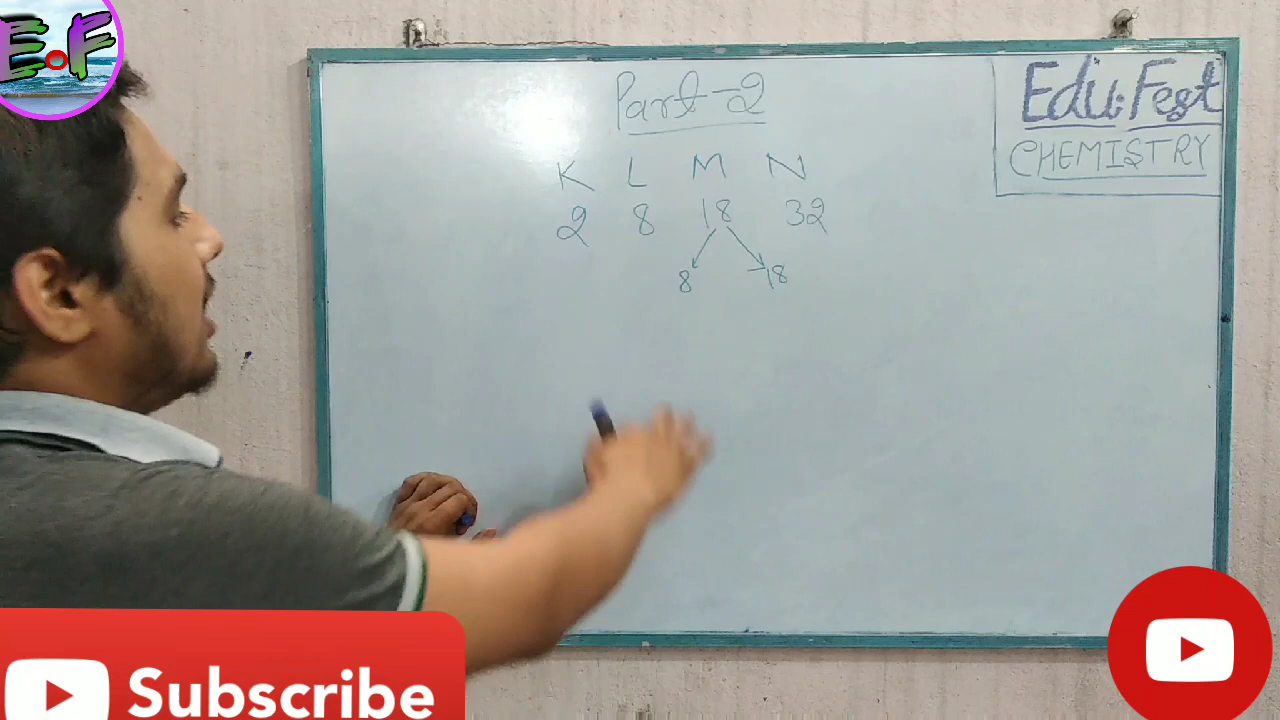 E.F
Part-2
Edu.Fest
CHEMISTRY
K L M N
2 8 18 32
8 18
Subscribe